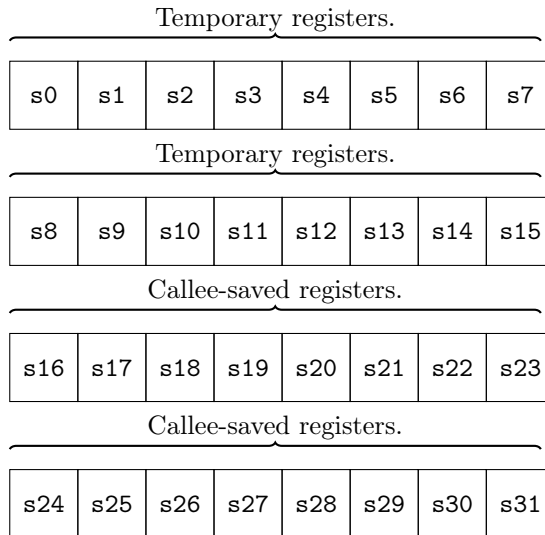 Temporary registers.
s0 s1 s2 s3 s4 s5 s6 s7
Temporary registers.
s8 s9 s10 s11 s12 s13 s14 s15
Callee-saved registers.
s16 s17 s18 s19 s20 s21 s22 s23
Callee-saved registers.
s24 s25 s26 s27 s28 s29 s30 s31